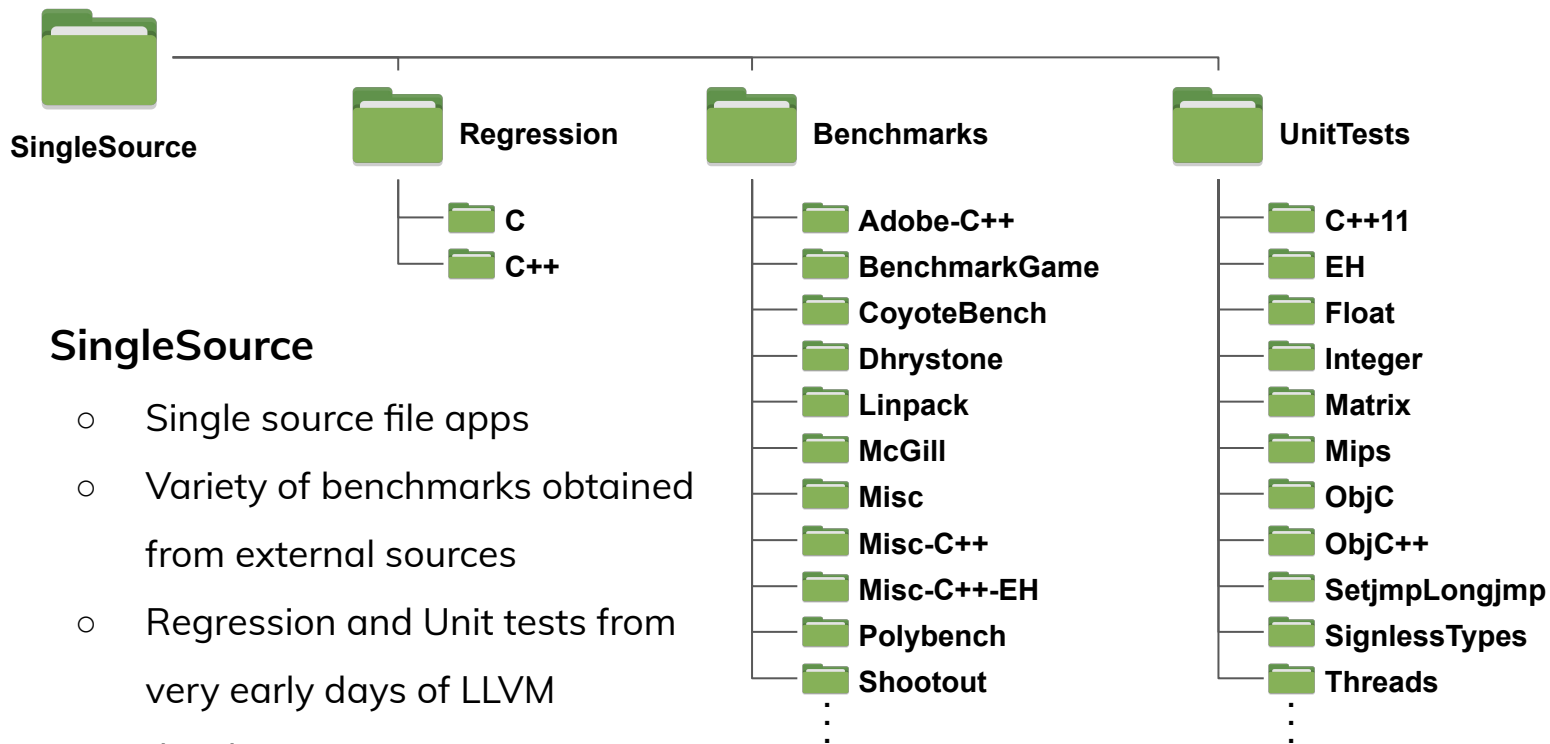 SingleSource
Regression
C
C++
Benchmarks
Adobe-C++
BenchmarkGame
CoyoteBench
Dhrystone
Linpack
McGill
Misc
Misc-C++
Misc-C++-EH
Polybench
Shootout
UnitTests
C++11
EH
Float
Integer
Matrix
Mips
ObjC
ObjC++
SetjmpLongjmp
SignlessTypes
Threads
SingleSource
○ Single source file apps
○ Variety of benchmarks obtained
from external sources
○ Regression and Unit tests from
very early days of LLVM